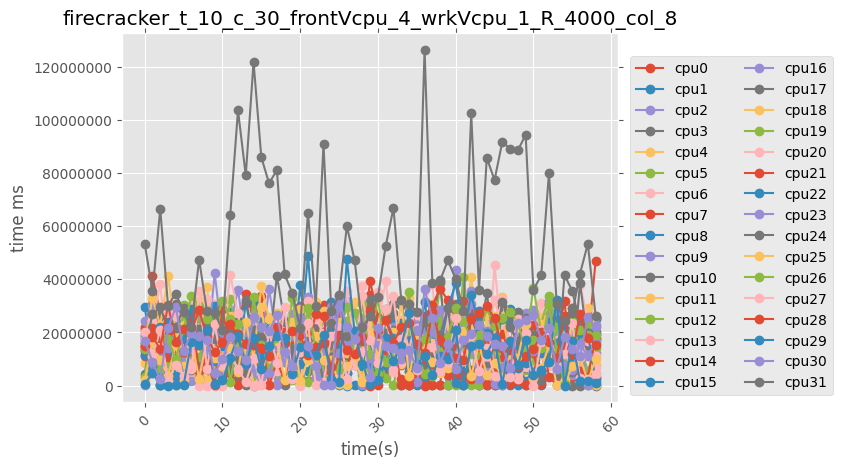 firecracker_t_10_c_30_frontVcpu_4_wrkVcpu_1_R_4000_col_8
time ms
120000000
100000000
80000000
60000000
40000000
20000000
0
0 10 20 30 40 50 60
time(s)
cpu0
cpu1
cpu2
cpu3
cpu4
cpu5
cpu6
cpu7
cpu8
cpu9
cpu10
cpu11
cpu12
cpu13
cpu14
cpu15
cpu16
cpu17
cpu18
cpu19
cpu20
cpu21
cpu22
cpu23
cpu24
cpu25
cpu26
cpu27
cpu28
cpu29
cpu30
cpu31